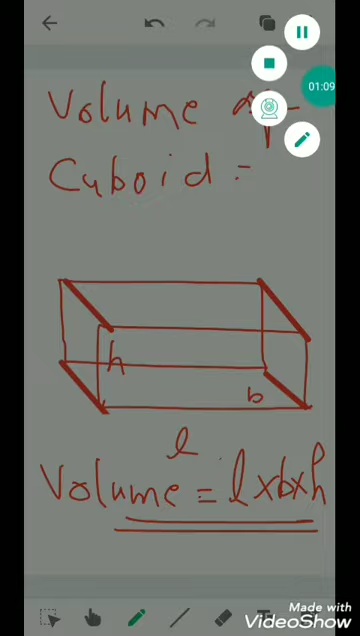 01:09
Volume of
Cuboid =
h
b
l
Volume = l×b×h
Made with
VideoShow